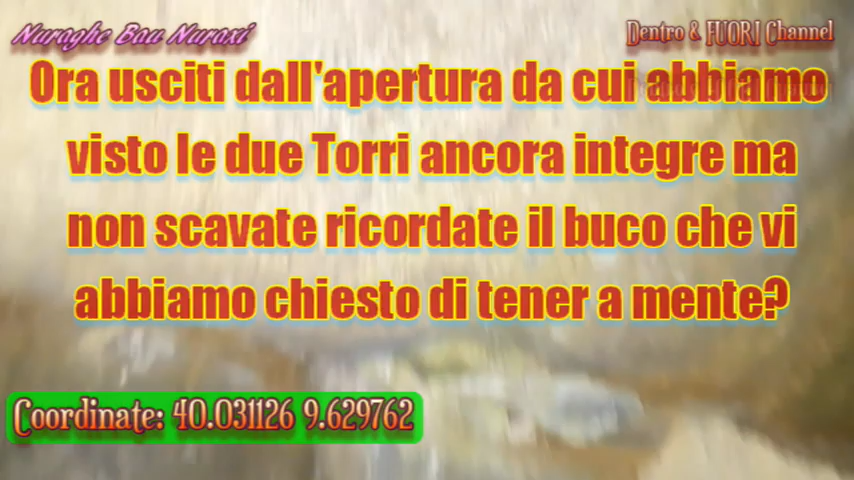 Nuraghe Bau Nuraxi
Dentro & FUORI Channel
Ora usciti dall'apertura da cui abbiamo
visto le due Torri ancora integre ma
non scavate ricordate il buco che vi
abbiamo chiesto di tener a mente?
Coordinate: 40.031126 9.629762